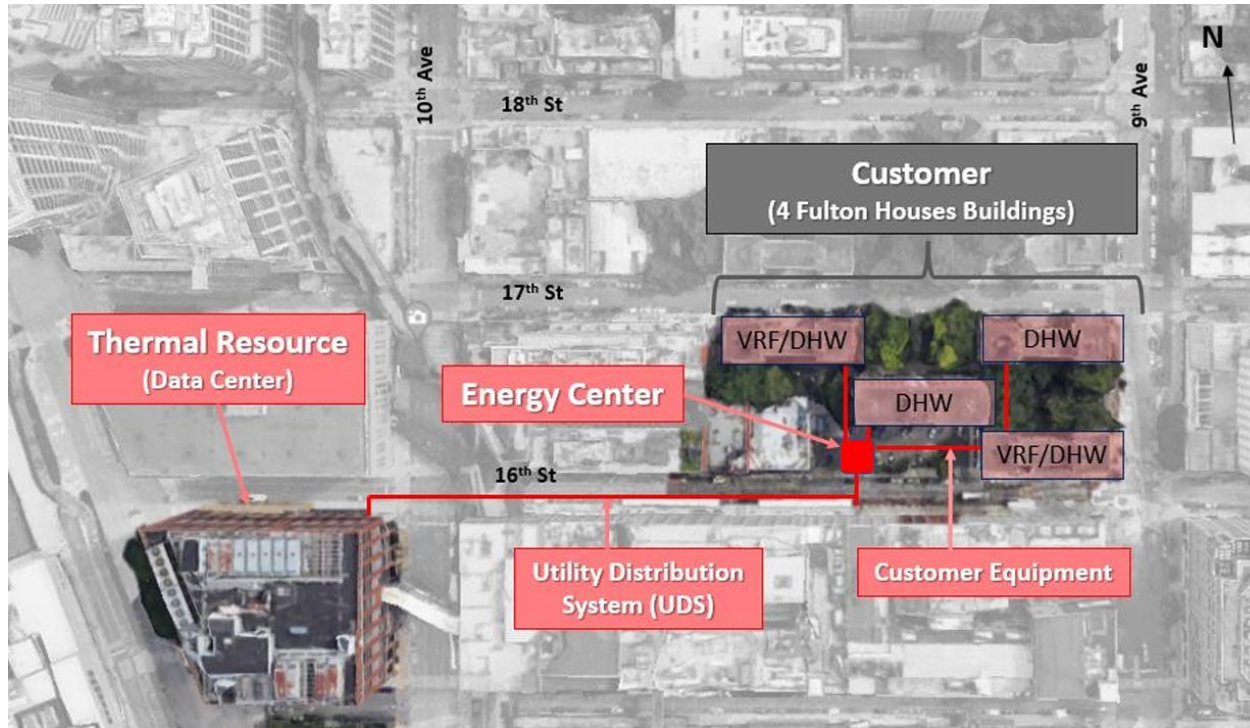 N
10th Ave
18th St
9th Ave
Customer
(4 Fulton Houses Buildings)
17th St
Thermal Resource
(Data Center)
VRF/DHW
DHW
Energy Center
DHW
VRF/DHW
16th St
Utility Distribution
System (UDS)
Customer Equipment